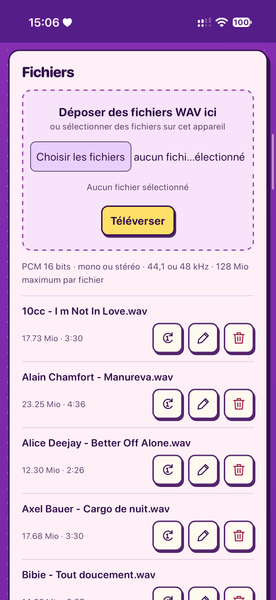 15:06
100
Fichiers
Déposer des fichiers WAV ici
ou sélectionner des fichiers sur cet appareil
Choisir les fichiers aucun fichi...électionné
Aucun fichier sélectionné
Téléverser
PCM 16 bits · mono ou stéréo · 44,1 ou 48 kHz · 128 Mio
maximum par fichier
10cc - I m Not In Love.wav
17.73 Mio · 3:30
Alain Chamfort - Manureva.wav
23.25 Mio · 4:36
Alice Deejay - Better Off Alone.wav
12.30 Mio · 2:26
Axel Bauer - Cargo de nuit.wav
17.68 Mio · 3:30
Bibie - Tout doucement.wav